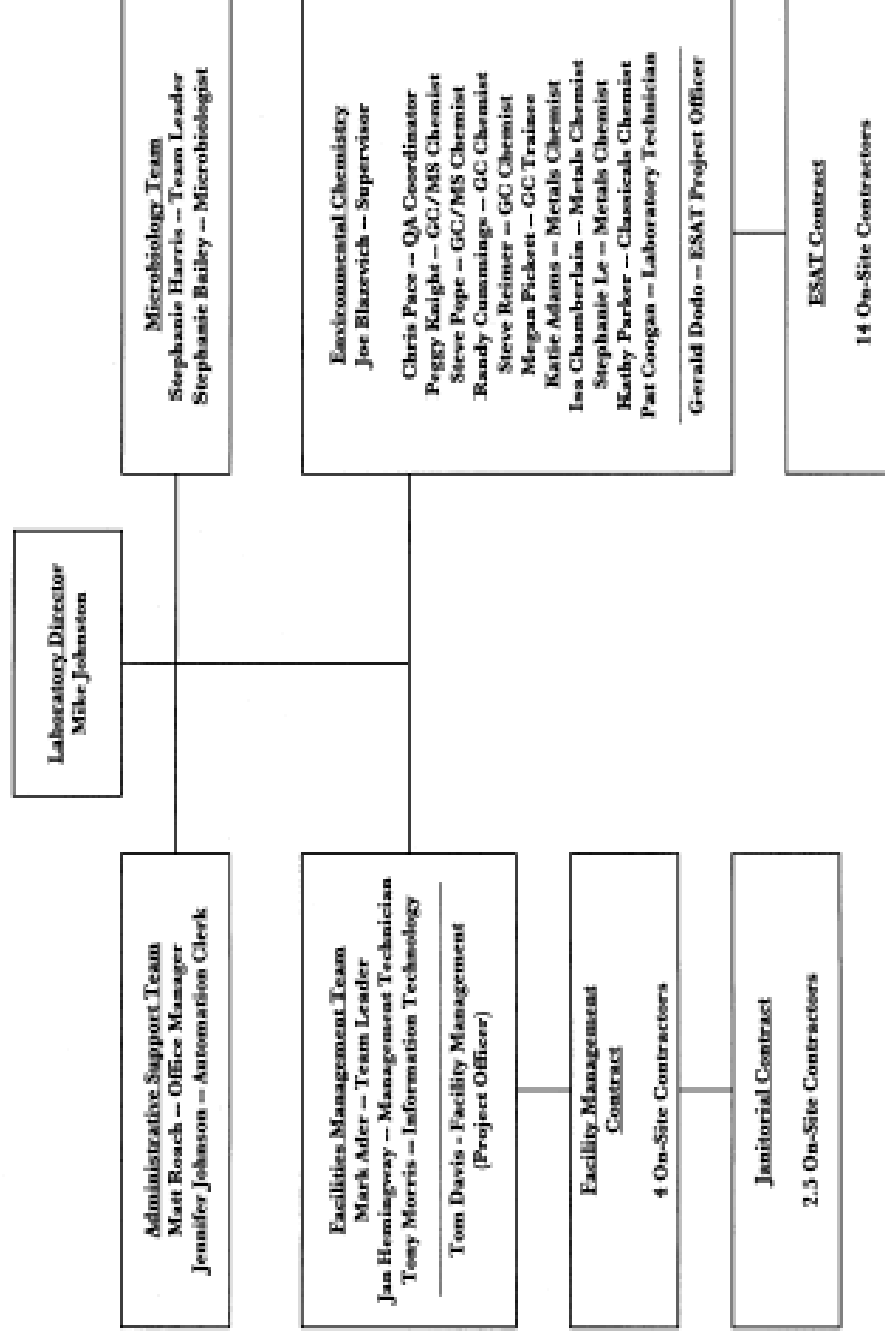 Laboratory Director
Mike Johnston
Administrative Support Team
Matt Roach – Office Manager
Jennifer Johnson – Automation Clerk
Microbiology Team
Stephanie Harris – Team Leader
Stephanie Bailey – Microbiologist
Facilities Management Team
Mark Ader – Team Leader
Jan Hemingway – Management Technician
Tony Morris – Information Technology
Tom Davis - Facility Management
(Project Officer)
Environmental Chemistry
Joe Blazevich – Supervisor
Chris Pace – QA Coordinator
Peggy Knight – GC/MS Chemist
Steve Pope – GC/MS Chemist
Randy Cummings – GC Chemist
Steve Reimer – GC Chemist
Megan Pickett – GC Trainee
Katie Adams – Metals Chemist
Isa Chamberlain – Metals Chemist
Stephanie Le – Metals Chemist
Kathy Parker – Classicals Chemist
Pat Coogan – Laboratory Technician
Gerald Dodo – ESAT Project Officer
Facility Management
Contract
4 On-Site Contractors
Janitorial Contract
2.5 On-Site Contractors
ESAT Contract
14 On-Site Contractors